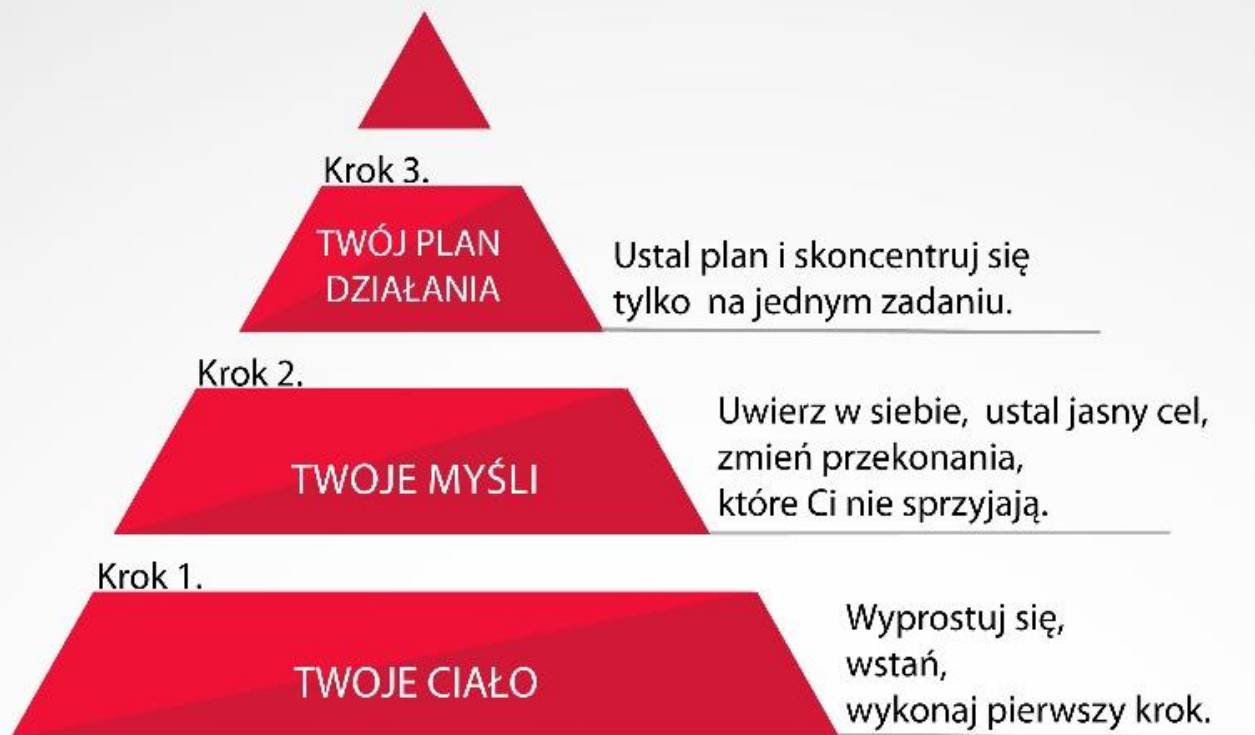 Krok 3.
TWÓJ PLAN
DZIAŁANIA
Ustal plan i skoncentruj się
tylko na jednym zadaniu.
Krok 2.
TWOJE MYŚLI
Uwierz w siebie, ustal jasny cel,
zmień przekonania,
które Ci nie sprzyjają.
Krok 1.
TWOJE CIAŁO
Wyprostuj się,
wstań,
wykonaj pierwszy krok.